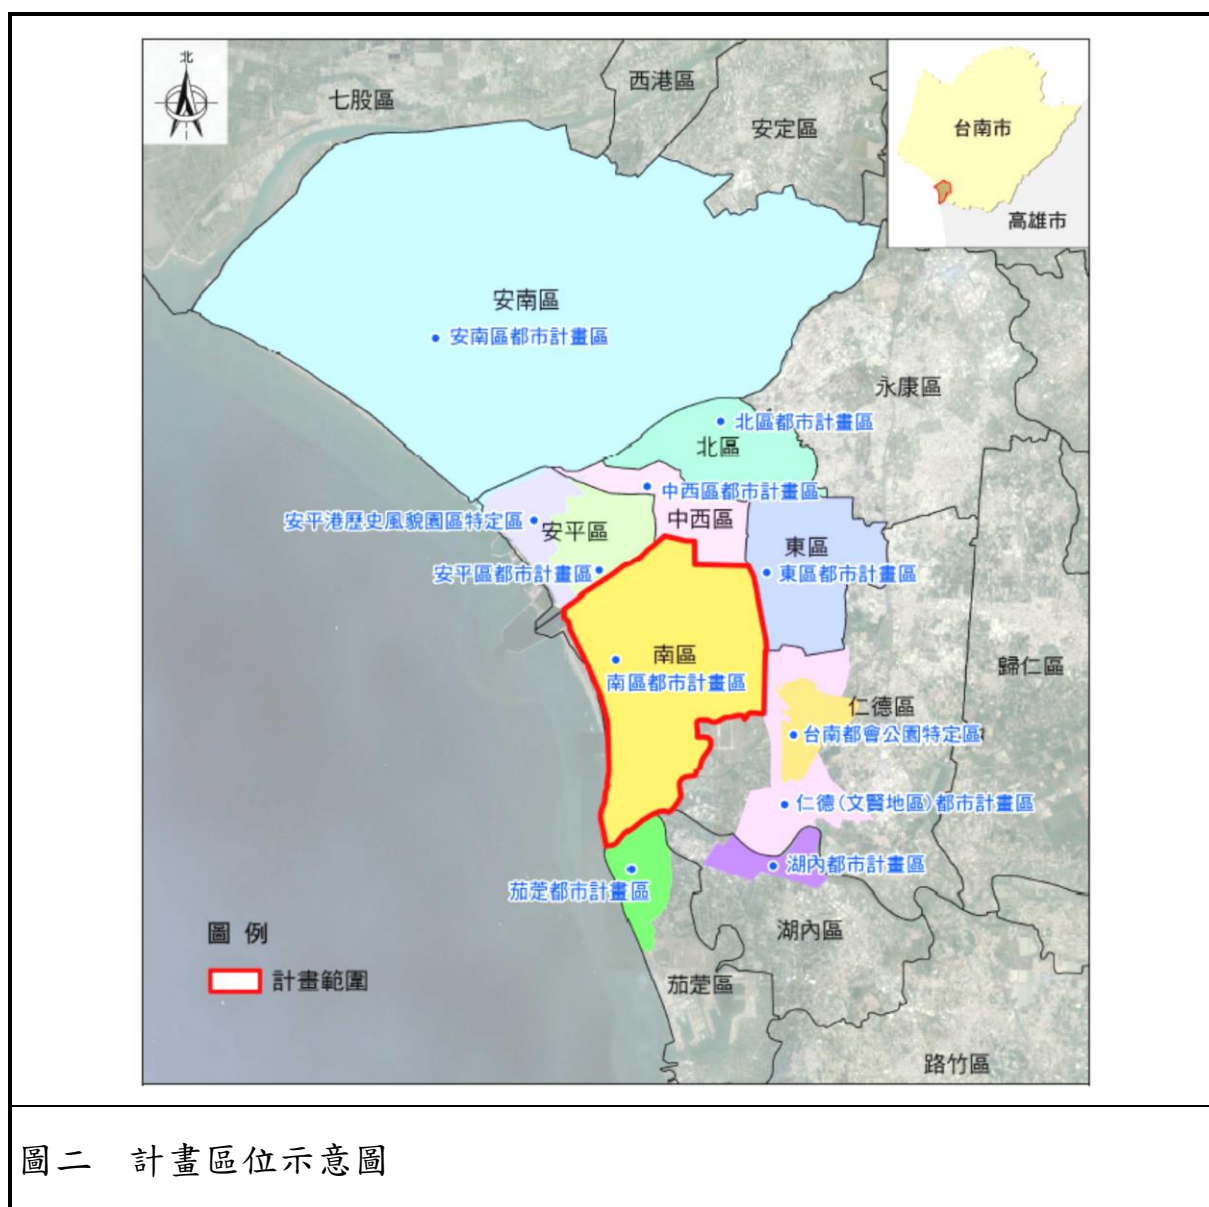 北
七股區
西港區
安定區
台南市
高雄市
安南區
安南區都市計畫區
永康區
北區都市計畫區
北區
中西區都市計畫區
中西區
安平港歷史風貌園區特定區
安平區
東區
安平區都市計畫區
東區都市計畫區
南區
南區都市計畫區
歸仁區
仁德區
台南都會公園特定區
仁德(文賢地區)都市計畫區
湖內都市計畫區
茄萣都市計畫區
湖內區
茄萣區
路竹區
圖 例
計畫範圍
圖二 計畫區位示意圖